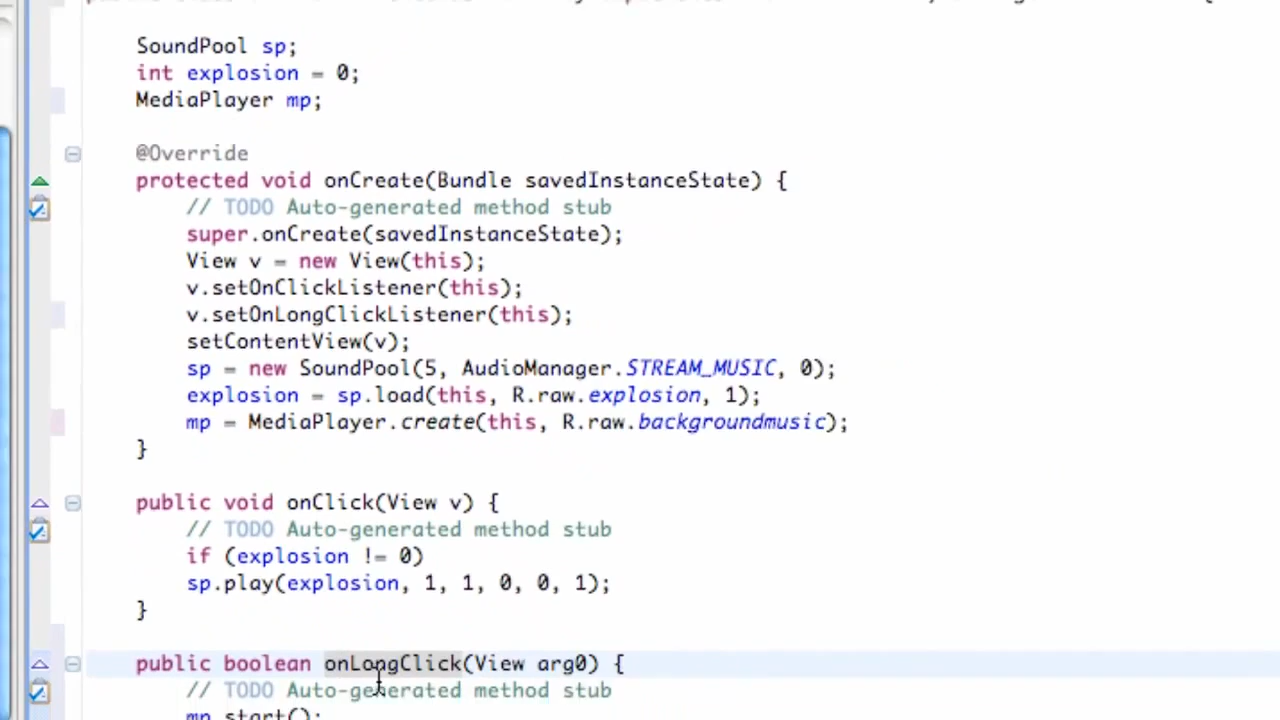 SoundPool sp;
int explosion = 0;
MediaPlayer mp;
@Override
protected void onCreate(Bundle savedInstanceState) {
// TODO Auto-generated method stub
super.onCreate(savedInstanceState);
View v = new View(this);
v.setOnClickListener(this);
v.setOnLongClickListener(this);
setContentView(v);
sp = new SoundPool(5, AudioManager.STREAM_MUSIC, 0);
explosion = sp.load(this, R.raw.explosion, 1);
mp = MediaPlayer.create(this, R.raw.backgroundmusic);
}
public void onClick(View v) {
// TODO Auto-generated method stub
if (explosion != 0)
sp.play(explosion, 1, 1, 0, 0, 1);
}
public boolean onLongClick(View arg0) {
// TODO Auto-generated method stub
mp.start();